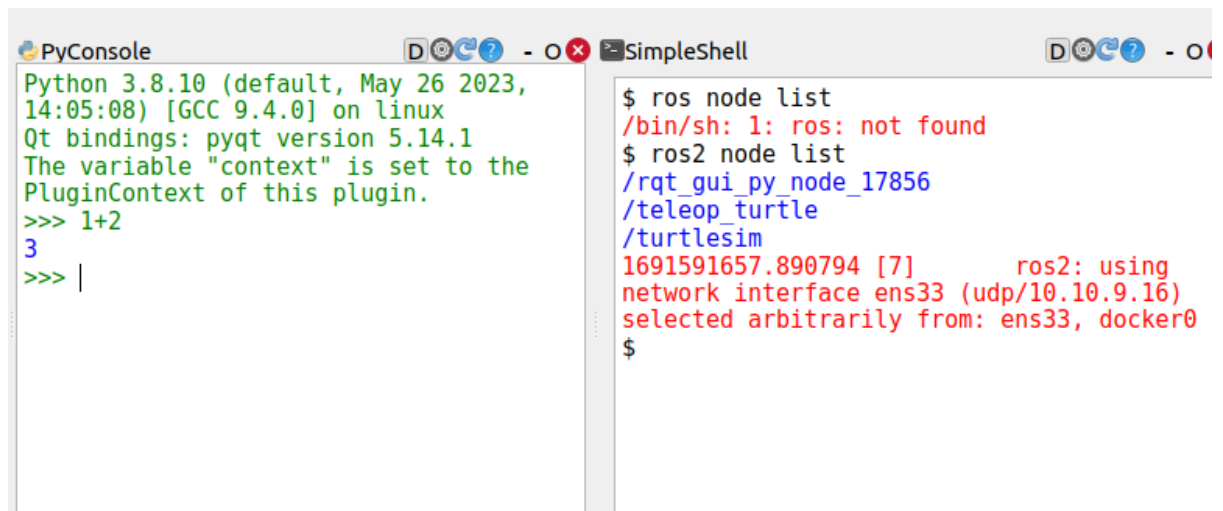 PyConsole
D ? - O
Python 3.8.10 (default, May 26 2023,
14:05:08) [GCC 9.4.0] on linux
Qt bindings: pyqt version 5.14.1
The variable "context" is set to the
PluginContext of this plugin.
>>> 1+2
3
>>>
SimpleShell
D ? - O
$ ros node list
/bin/sh: 1: ros: not found
$ ros2 node list
/rqt_gui_py_node_17856
/teleop_turtle
/turtlesim
1691591657.890794 [7]       ros2: using
network interface ens33 (udp/10.10.9.16)
selected arbitrarily from: ens33, docker0
$